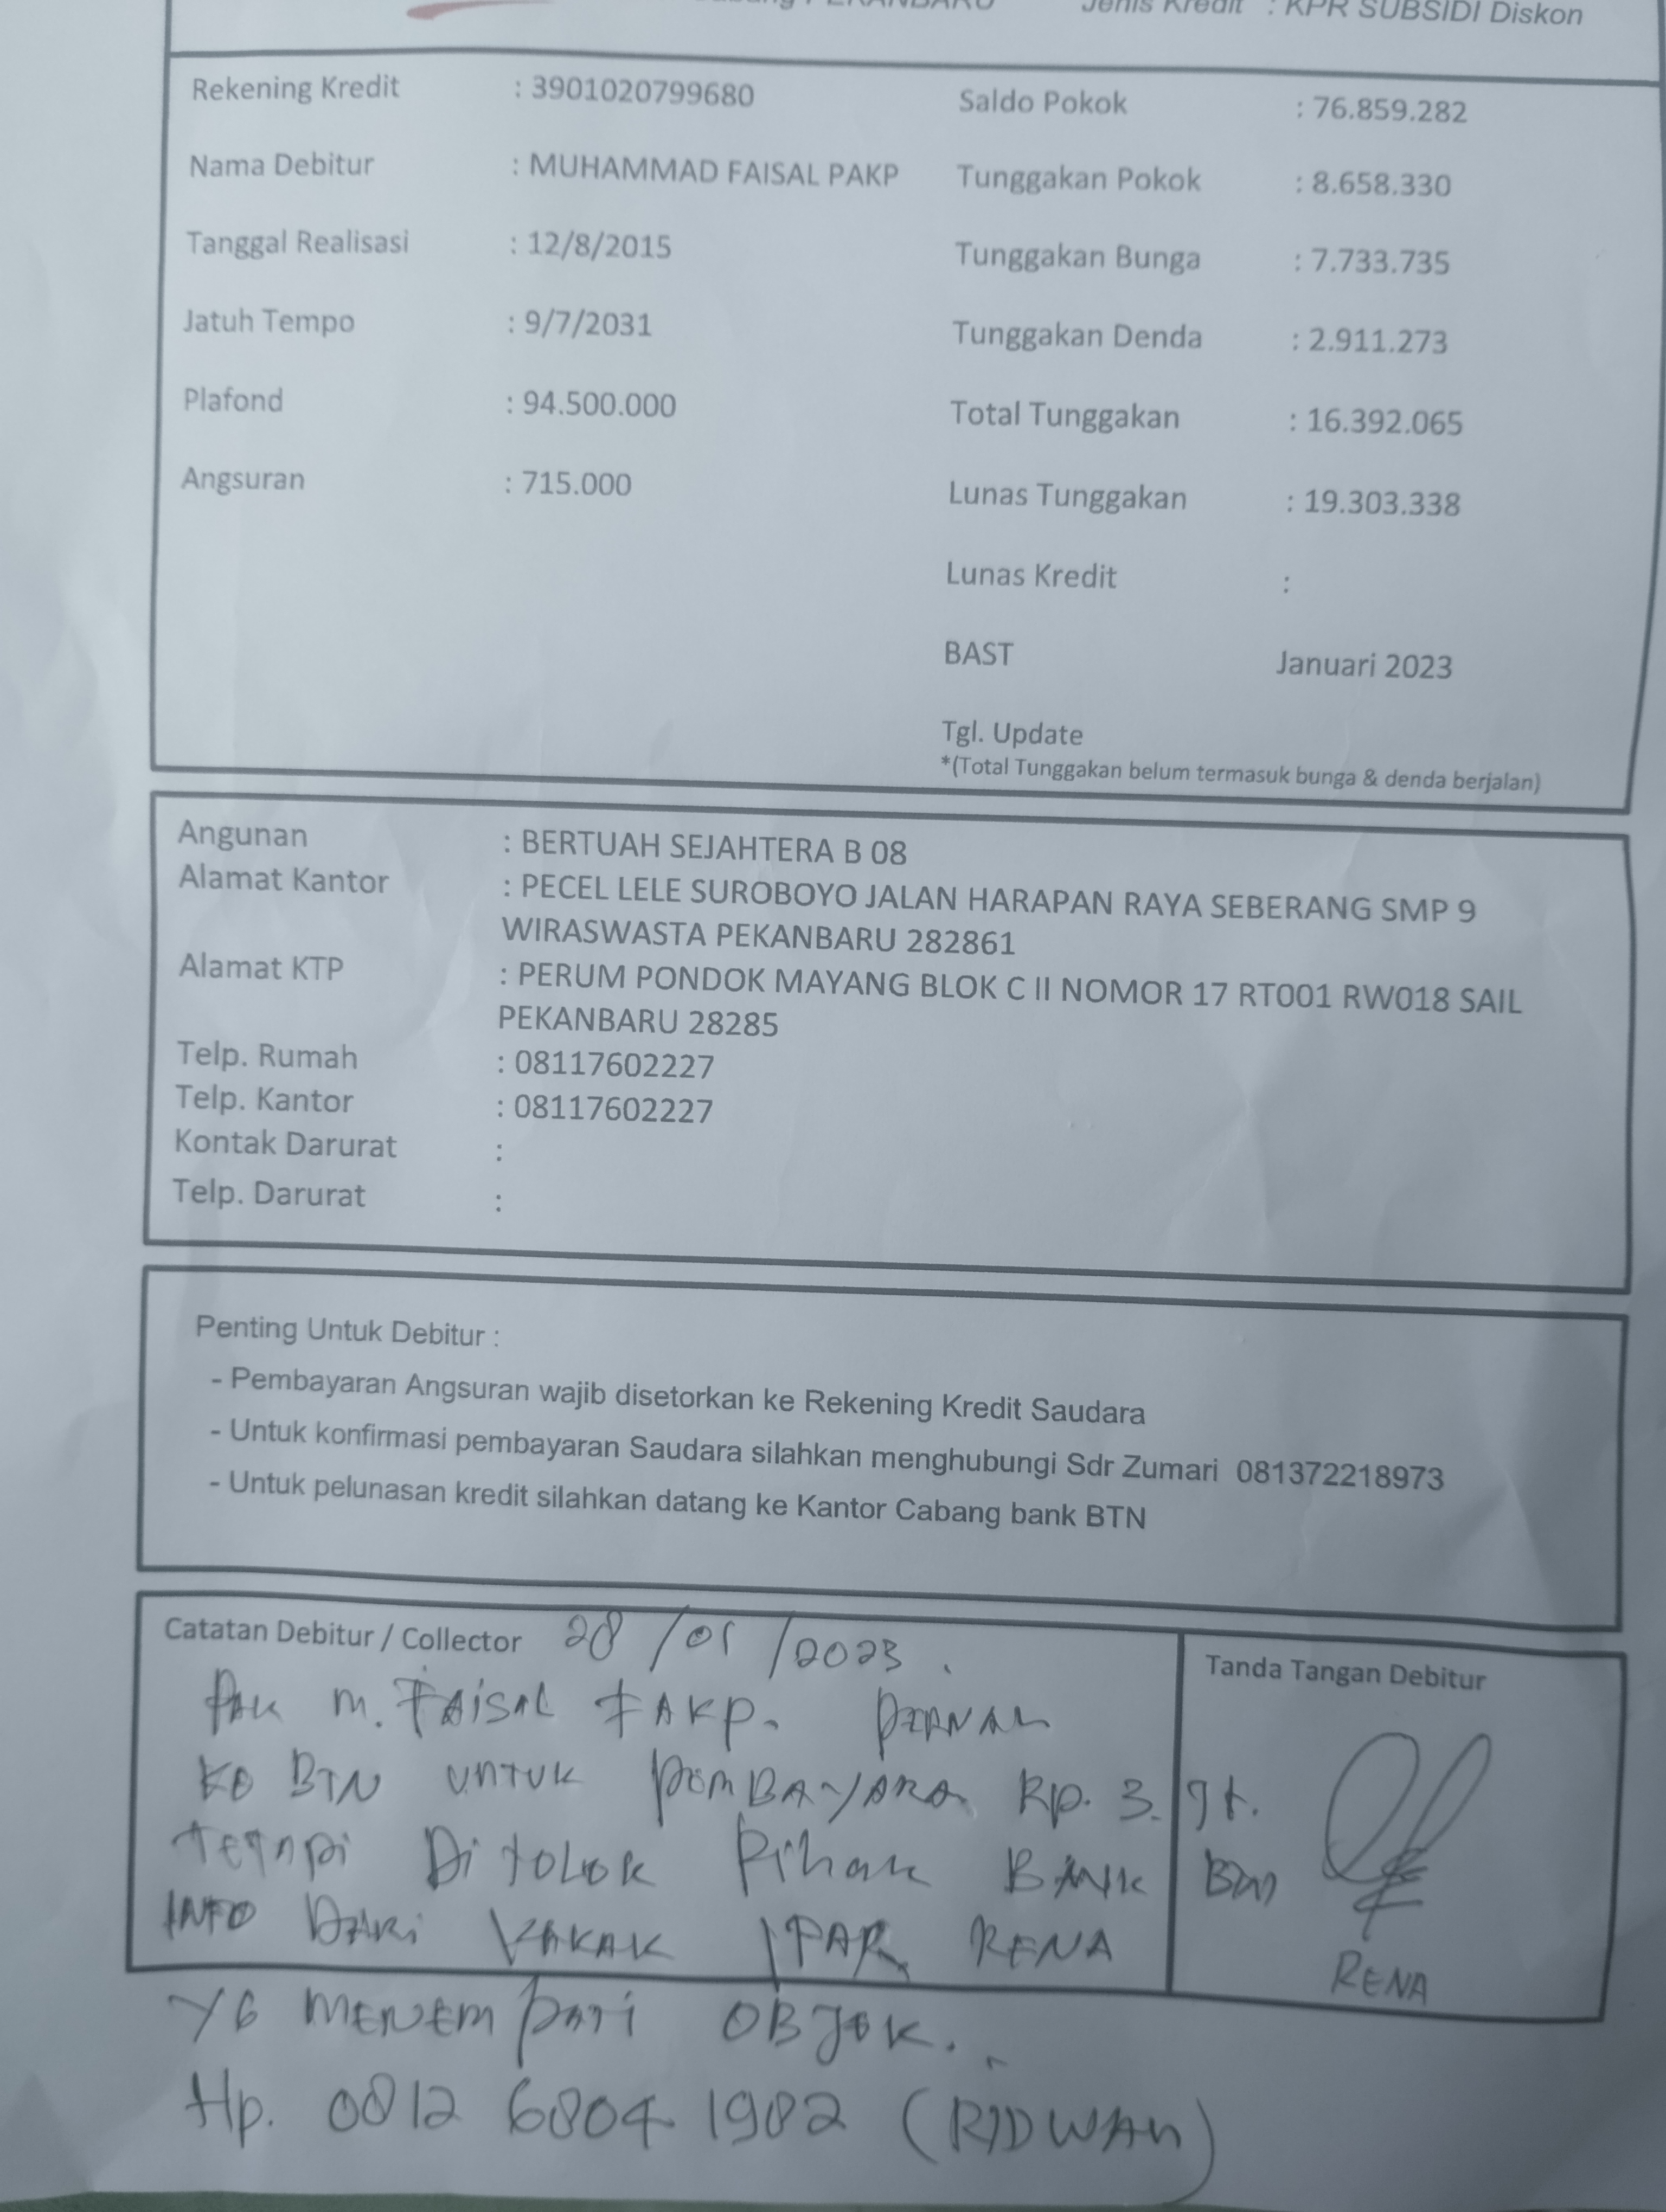 Jenis Kredit : KPR SUBSIDI Diskon
Rekening Kredit : 3901020799680
Nama Debitur : MUHAMMAD FAISAL PAKP
Tanggal Realisasi : 12/8/2015
Jatuh Tempo : 9/7/2031
Plafond : 94.500.000
Angsuran : 715.000
Saldo Pokok : 76.859.282
Tunggakan Pokok : 8.658.330
Tunggakan Bunga : 7.733.735
Tunggakan Denda : 2.911.273
Total Tunggakan : 16.392.065
Lunas Tunggakan : 19.303.338
Lunas Kredit :
BAST Januari 2023
Tgl. Update
*(Total Tunggakan belum termasuk bunga & denda berjalan)
Angunan : BERTUAH SEJAHTERA B 08
Alamat Kantor : PECEL LELE SUROBOYO JALAN HARAPAN RAYA SEBERANG SMP 9
WIRASWASTA PEKANBARU 282861
Alamat KTP : PERUM PONDOK MAYANG BLOK C II NOMOR 17 RT001 RW018 SAIL
PEKANBARU 28285
Telp. Rumah : 08117602227
Telp. Kantor : 08117602227
Kontak Darurat :
Telp. Darurat :
Penting Untuk Debitur :
- Pembayaran Angsuran wajib disetorkan ke Rekening Kredit Saudara
- Untuk konfirmasi pembayaran Saudara silahkan menghubungi Sdr Zumari 081372218973
- Untuk pelunasan kredit silahkan datang ke Kantor Cabang bank BTN
Catatan Debitur / Collector 28/01/2023.
PAK M. FAISAL FAKP. PERNAH
KE BTN UNTUK PEMBAYARA Rp. 3. Jt.
TETAPI Di TOLOK PihAK BANK
INFO DARi KAKAK IPAR RENA
YG MENEMPATi OBJEK.
Hp. 0812 6804 1982 (RIDWAN)
Tanda Tangan Debitur
RENA